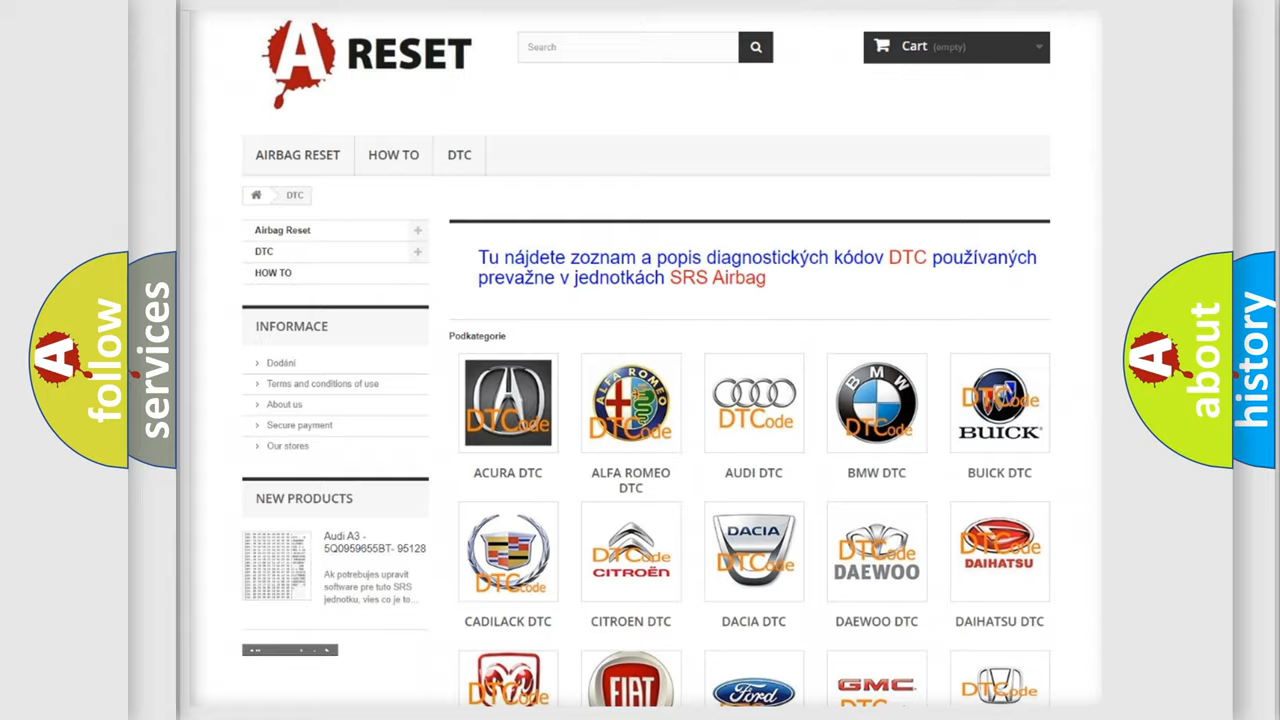 A RESET
Search
Cart (empty)
AIRBAG RESET
HOW TO
DTC
DTC
Airbag Reset
DTC
HOW TO
INFORMACE
Dodání
Terms and conditions of use
About us
Secure payment
Our stores
NEW PRODUCTS
Audi A3 -
5Q0959655BT- 95128
Ak potrebujes upravit
software pre tuto SRS
jednotku, vies co je to...
Tu nájdete zoznam a popis diagnostických kódov DTC používaných
prevažne v jednotkách SRS Airbag
Podkategorie
DTCode
ALFA ROMEO
DTCode
DTCode
BMW
DTCode
DTCode
BUICK
ACURA DTC
ALFA ROMEO
DTC
AUDI DTC
BMW DTC
BUICK DTC
DTCode
DTCode
CITROËN
DACIA
DTCode
DTCode
DAEWOO
DTCode
DAIHATSU
CADILACK DTC
CITROEN DTC
DACIA DTC
DAEWOO DTC
DAIHATSU DTC
DTCode
FIAT
Ford
GMC
DTCode
A
follow
services
A
about
history